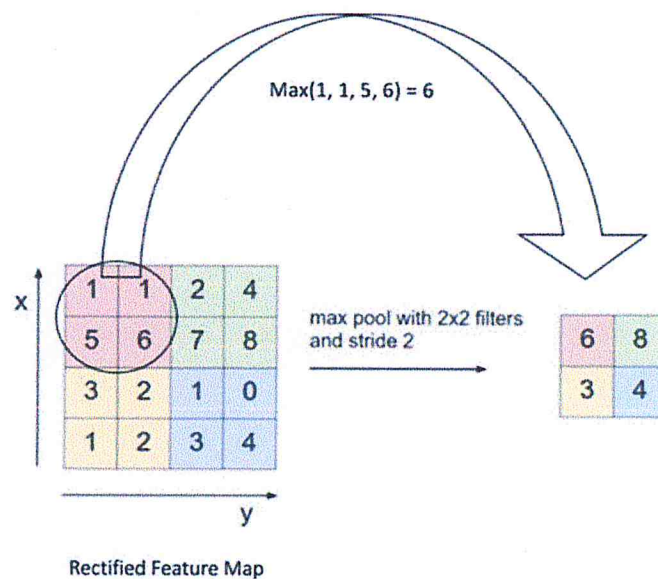 Max(1, 1, 5, 6) = 6
x
1 1 2 4
5 6 7 8
3 2 1 0
1 2 3 4
y
max pool with 2x2 filters
and stride 2
6 8
3 4
Rectified Feature Map